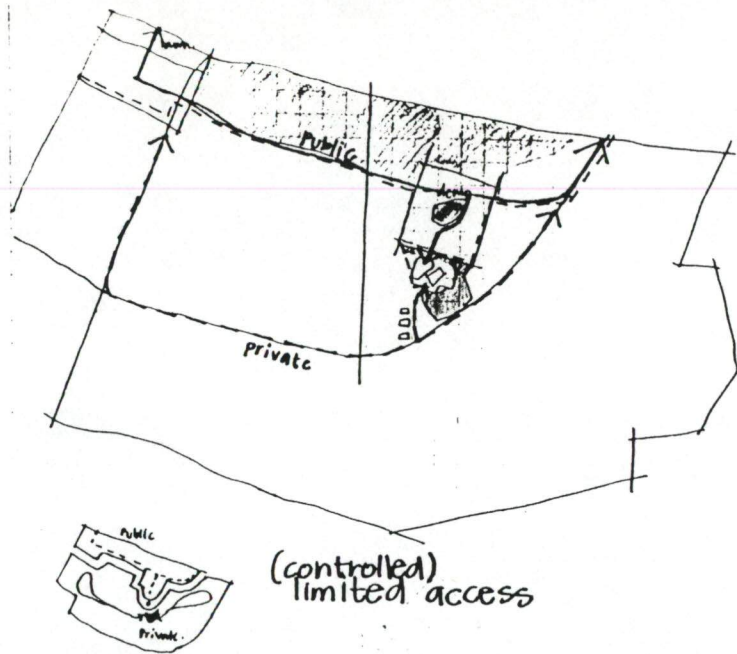 Public
private
Public
Private.
(controlled)
limited access